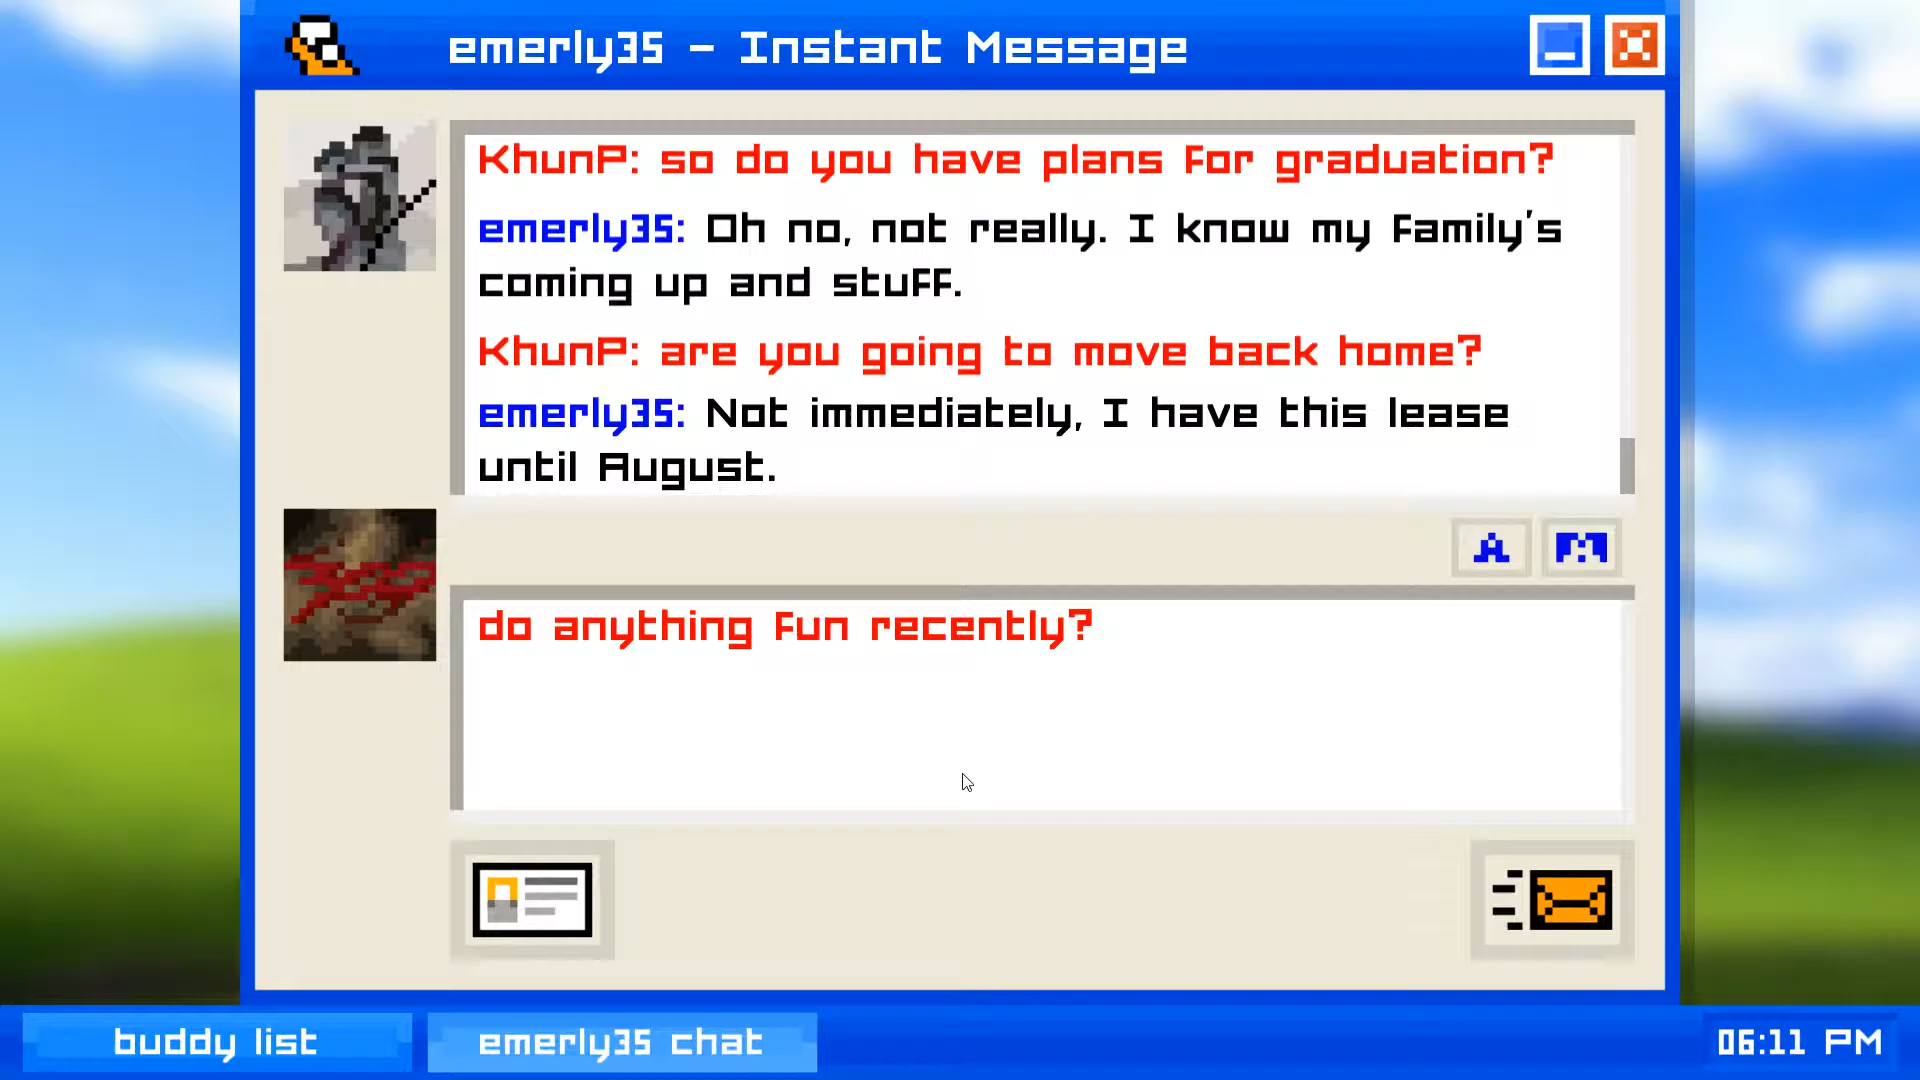 emerly35 - Instant Message
KhunP: so do you have plans for graduation?
emerly35: Oh no, not really. I know my family's
coming up and stuff.
KhunP: are you going to move back home?
emerly35: Not immediately, I have this lease
until August.
A
do anything fun recently?
buddy list
emerly35 chat
06:11 PM